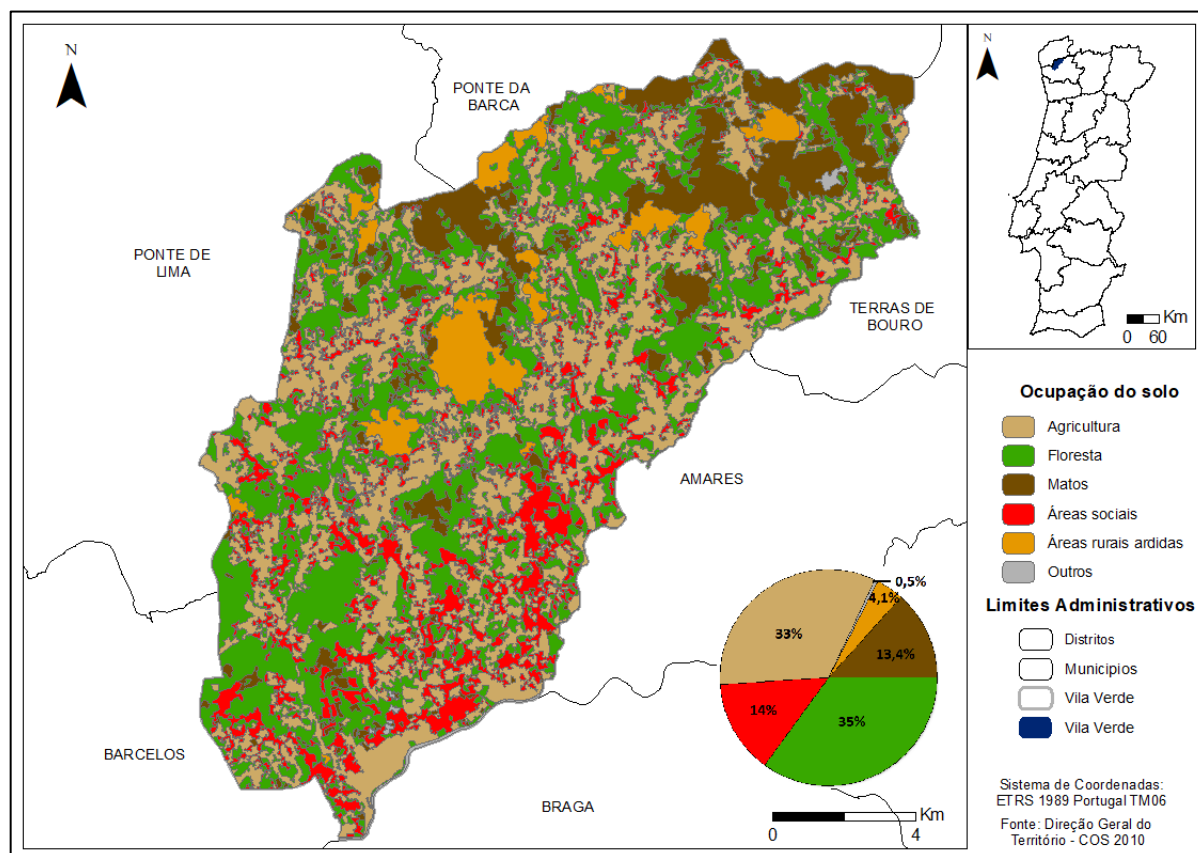 N
PONTE DA
BARCA
PONTE DE
LIMA
TERRAS DE
BOURO
AMARES
BARCELOS
BRAGA
0,5%
4,1%
33%
13,4%
14%
35%
Km
0 4
N
Km
0 60
Ocupação do solo
Agricultura
Floresta
Matos
Áreas sociais
Áreas rurais ardidas
Outros
Limites Administrativos
Distritos
Municípios
Vila Verde
Vila Verde
Sistema de Coordenadas:
ETRS 1989 Portugal TM06
Fonte: Direção Geral do
Território - COS 2010